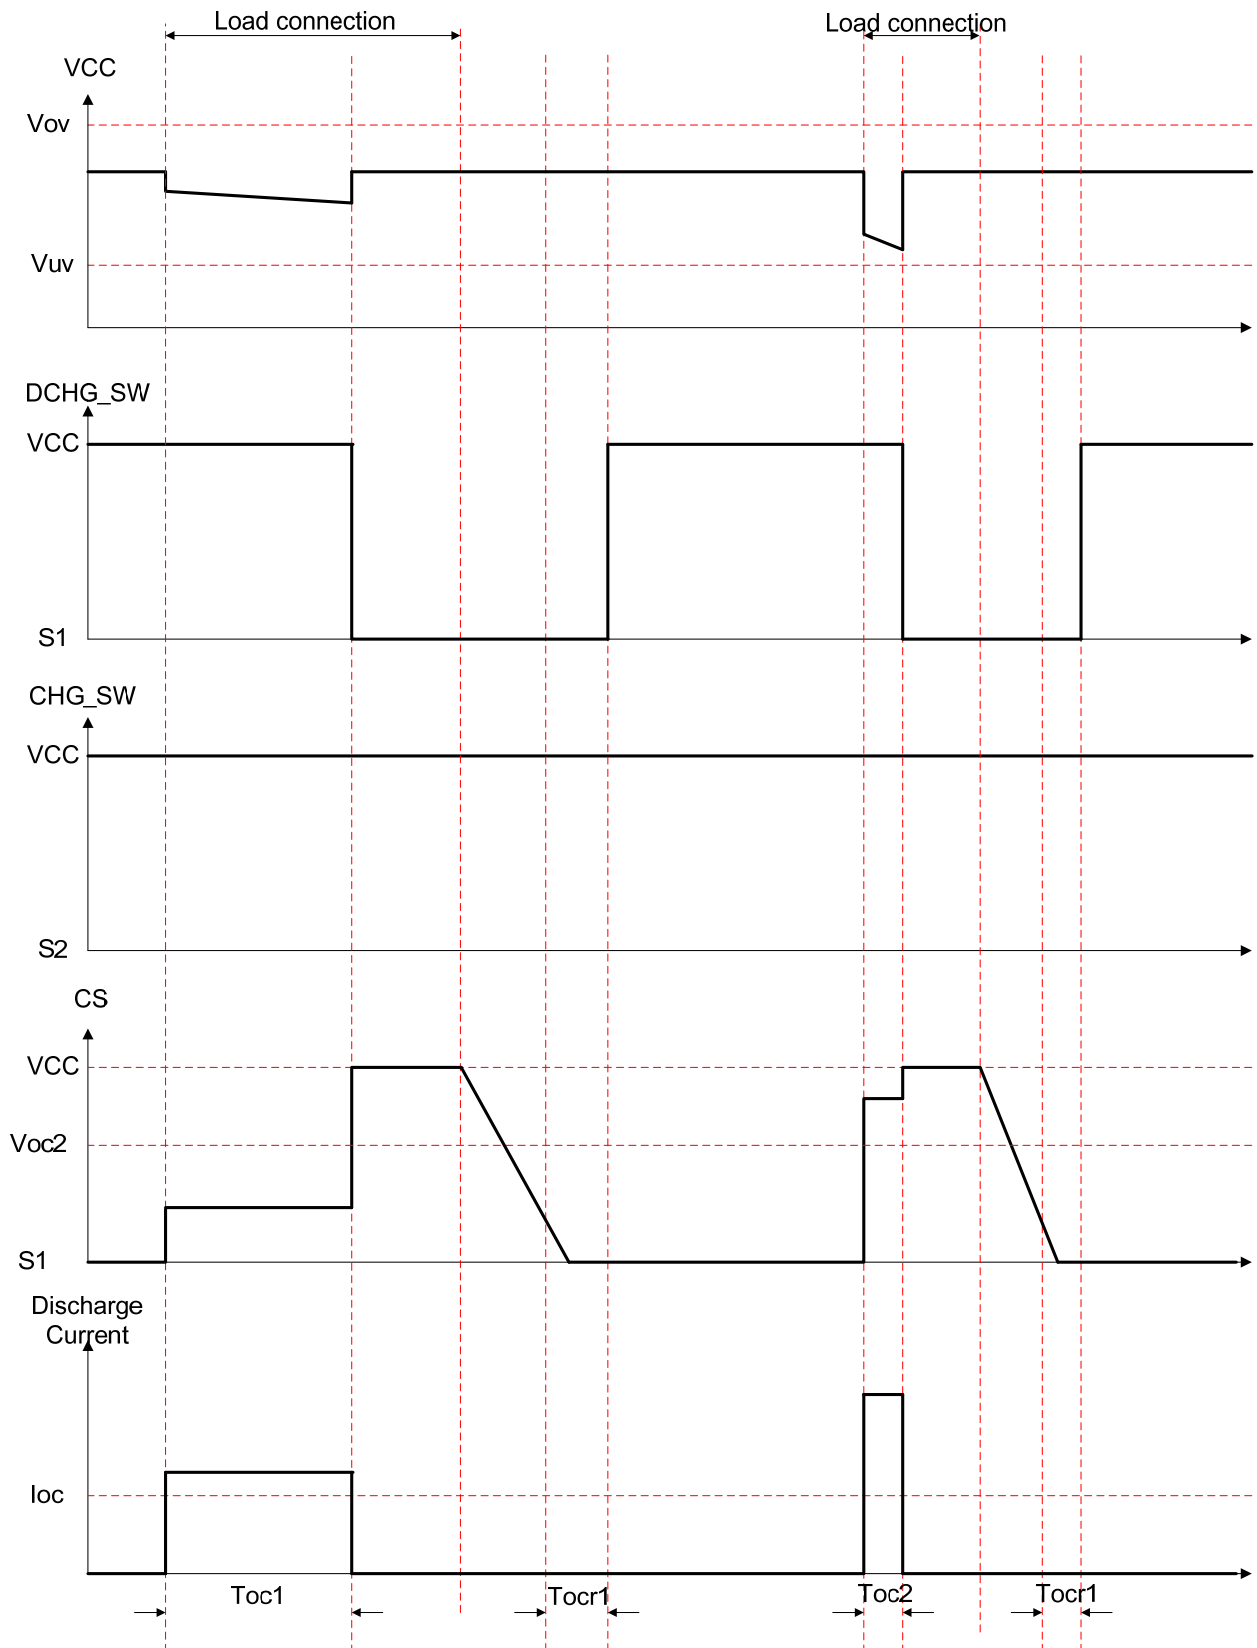 Load connection
Load connection
VCC
Vov
Vuv
DCHG_SW
VCC
S1
CHG_SW
VCC
S2
CS
VCC
Voc2
S1
Discharge
Current
Ioc
Toc1
Tocr1
Toc2
Tocr1